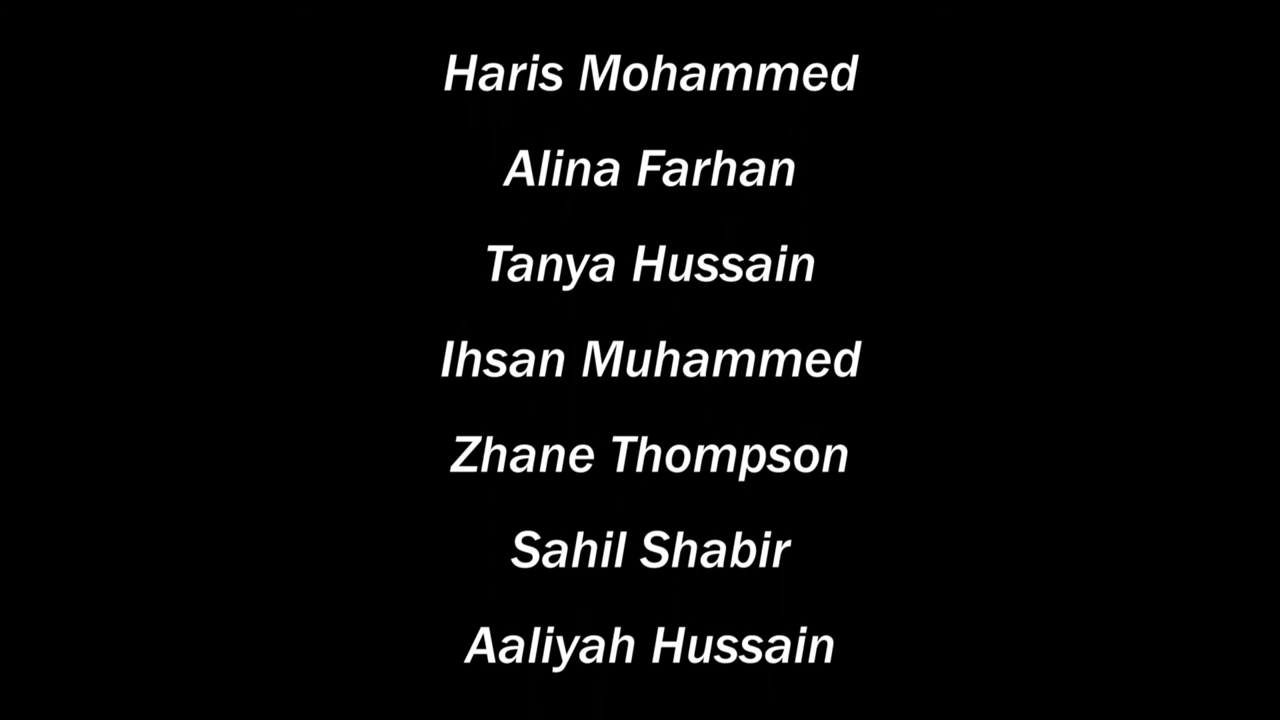 Haris Mohammed
Alina Farhan
Tanya Hussain
Ihsan Muhammed
Zhane Thompson
Sahil Shabir
Aaliyah Hussain